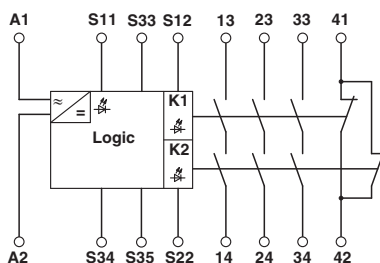 A1 S11 S33 S12 13 23 33 41
≈
=
K1
Logic
K2
A2 S34 S35 S22 14 24 34 42